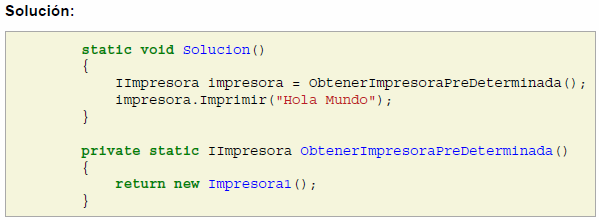 Solución:
static void Solucion()
{
IImpresora impresora = ObtenerImpresoraPreDeterminada();
impresora.Imprimir("Hola Mundo");
}
private static IImpresora ObtenerImpresoraPreDeterminada()
{
return new Impresora1();
}